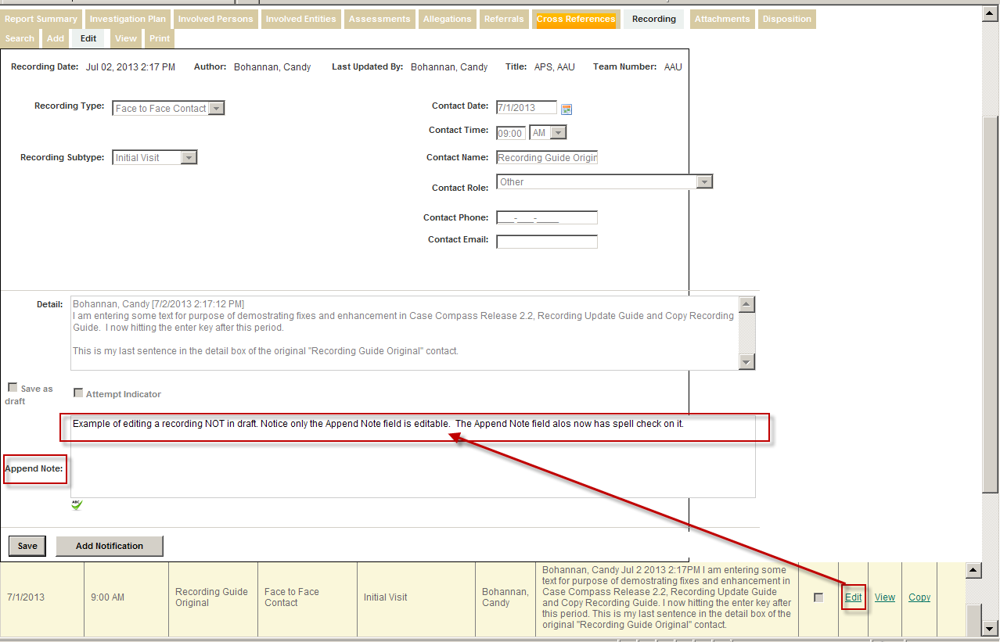 Report Summary Investigation Plan Involved Persons Involved Entities Assessments Allegations Referrals Cross References Recording Attachments Disposition
Search Add Edit View Print
Recording Date: Jul 02, 2013 2:17 PM Author: Bohannan, Candy Last Updated By: Bohannan, Candy Title: APS, AAU Team Number: AAU
Recording Type: Face to Face Contact Contact Date: 7/1/2013
Contact Time: 09:00 AM
Recording Subtype: Initial Visit Contact Name: Recording Guide Origin
Contact Role: Other
Contact Phone: ___-___-____
Contact Email:
Detail: Bohannan, Candy [7/2/2013 2:17:12 PM]
I am entering some text for purpose of demostrating fixes and enhancement in Case Compass Release 2.2, Recording Update Guide and Copy Recording
Guide.  I now hitting the enter key after this period.
This is my last sentence in the detail box of the original "Recording Guide Original" contact.
Save as
draft
Attempt Indicator
Example of editing a recording NOT in draft. Notice only the Append Note field is editable.  The Append Note field alos now has spell check on it.
Append Note:
ABC
Save Add Notification
7/1/2013
9:00 AM
Recording Guide
Original
Face to Face
Contact
Initial Visit
Bohannan,
Candy
Bohannan, Candy Jul 2 2013 2:17PM I am entering some
text for purpose of demostrating fixes and enhancement in
Case Compass Release 2.2, Recording Update Guide
and Copy Recording Guide. I now hitting the enter key after
this period. This is my last sentence in the detail box of the
original "Recording Guide Original" contact.
Edit View Copy